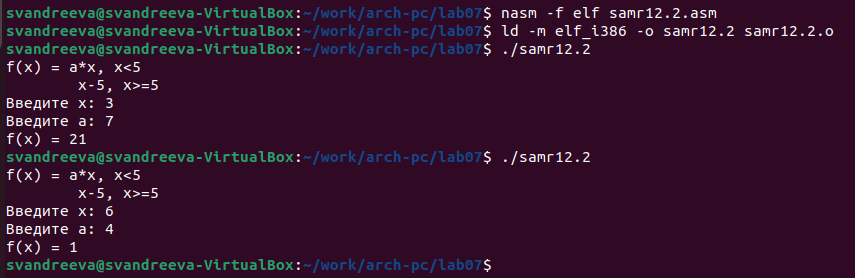 svandreeva@svandreeva-VirtualBox:~/work/arch-pc/lab07$ nasm -f elf samr12.2.asm
svandreeva@svandreeva-VirtualBox:~/work/arch-pc/lab07$ ld -m elf_i386 -o samr12.2 samr12.2.o
svandreeva@svandreeva-VirtualBox:~/work/arch-pc/lab07$ ./samr12.2
f(x) = a*x, x<5
        x-5, x>=5
Введите x: 3
Введите a: 7
f(x) = 21
svandreeva@svandreeva-VirtualBox:~/work/arch-pc/lab07$ ./samr12.2
f(x) = a*x, x<5
        x-5, x>=5
Введите x: 6
Введите a: 4
f(x) = 1
svandreeva@svandreeva-VirtualBox:~/work/arch-pc/lab07$